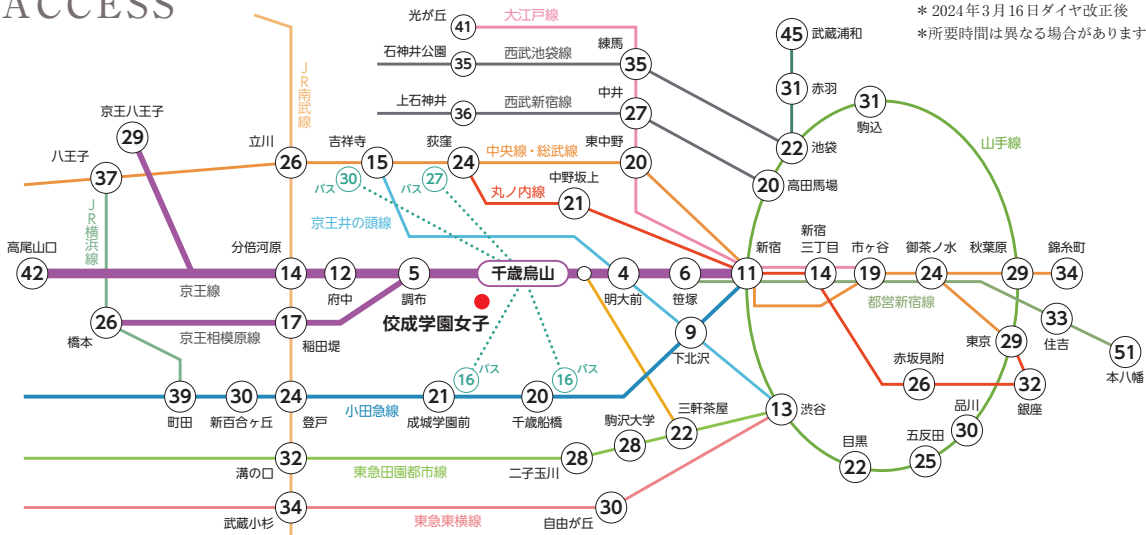 ACCESS
＊2024年3月16日ダイヤ改正後
＊所要時間は異なる場合があります
光が丘
41
大江戸線
石神井公園
35
西武池袋線
練馬
35
45
武蔵浦和
31
赤羽
上石神井
36
西武新宿線
中井
27
31
駒込
山手線
22
池袋
20
高田馬場
JR南武線
京王八王子
29
八王子
37
立川
26
吉祥寺
15
荻窪
24
中央線・総武線
東中野
20
バス
30
バス
27
丸ノ内線
中野坂上
21
JR横浜線
京王井の頭線
高尾山口
42
京王線
分倍河原
14
12
府中
5
調布
千歳烏山
4
明大前
6
笹塚
新宿
11
新宿
三丁目
14
市ヶ谷
19
御茶ノ水
24
秋葉原
29
錦糸町
34
都営新宿線
佼成学園女子
26
橋本
京王相模原線
17
稲田堤
9
下北沢
33
住吉
東京
29
51
本八幡
赤坂見附
26
32
銀座
16
バス
16
バス
39
町田
30
新百合ヶ丘
24
登戸
小田急線
21
成城学園前
20
千歳船橋
13
渋谷
三軒茶屋
22
駒沢大学
28
28
二子玉川
品川
30
五反田
25
目黒
22
32
溝の口
東急田園都市線
34
武蔵小杉
東急東横線
30
自由が丘